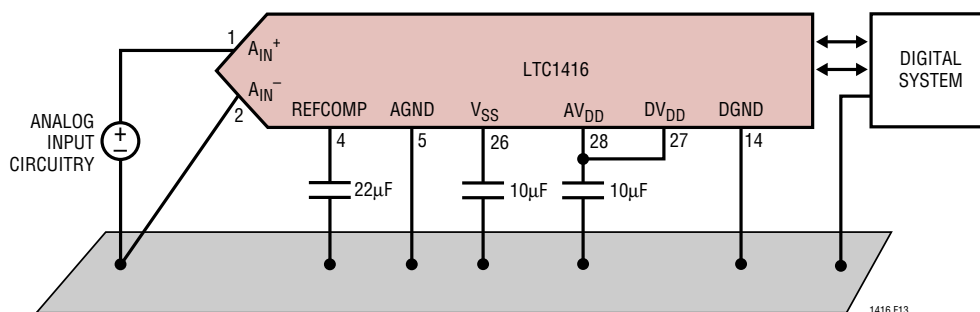 1
A_IN+
LTC1416
DIGITAL
SYSTEM
A_IN–
2
REFCOMP
AGND
V_SS
AV_DD
DV_DD
DGND
4
5
26
28
27
14
ANALOG
INPUT
CIRCUITRY
+
–
22µF
10µF
10µF
1416 F13